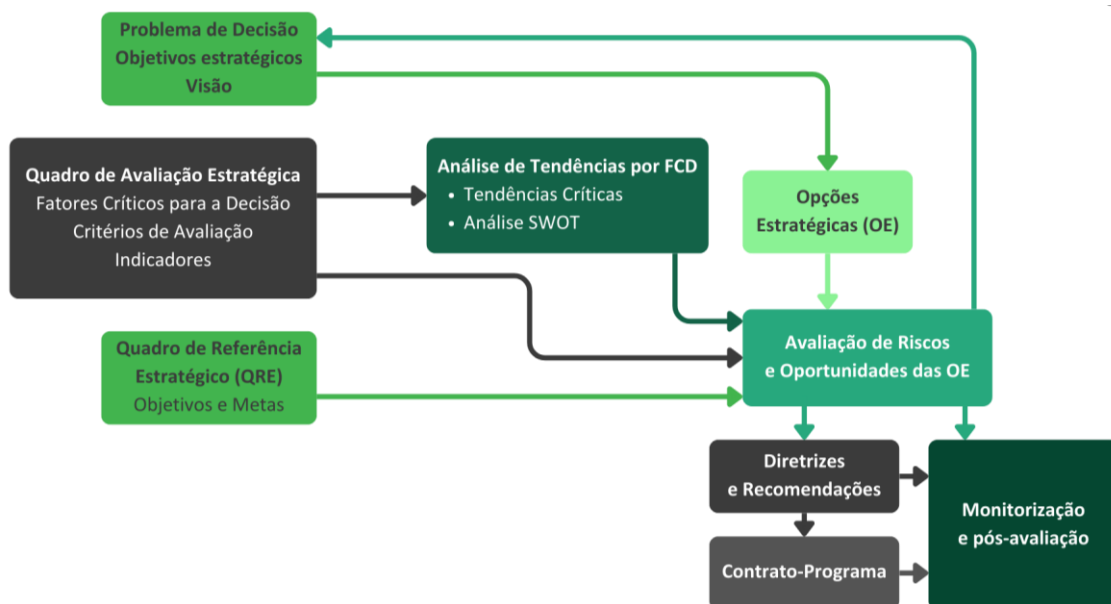 Problema de Decisão
Objetivos estratégicos
Visão
Quadro de Avaliação Estratégica
Fatores Críticos para a Decisão
Critérios de Avaliação
Indicadores
Análise de Tendências por FCD
• Tendências Críticas
• Análise SWOT
Opções
Estratégicas (OE)
Quadro de Referência
Estratégico (QRE)
Objetivos e Metas
Avaliação de Riscos
e Oportunidades das OE
Diretrizes
e Recomendações
Contrato-Programa
Monitorização
e pós-avaliação